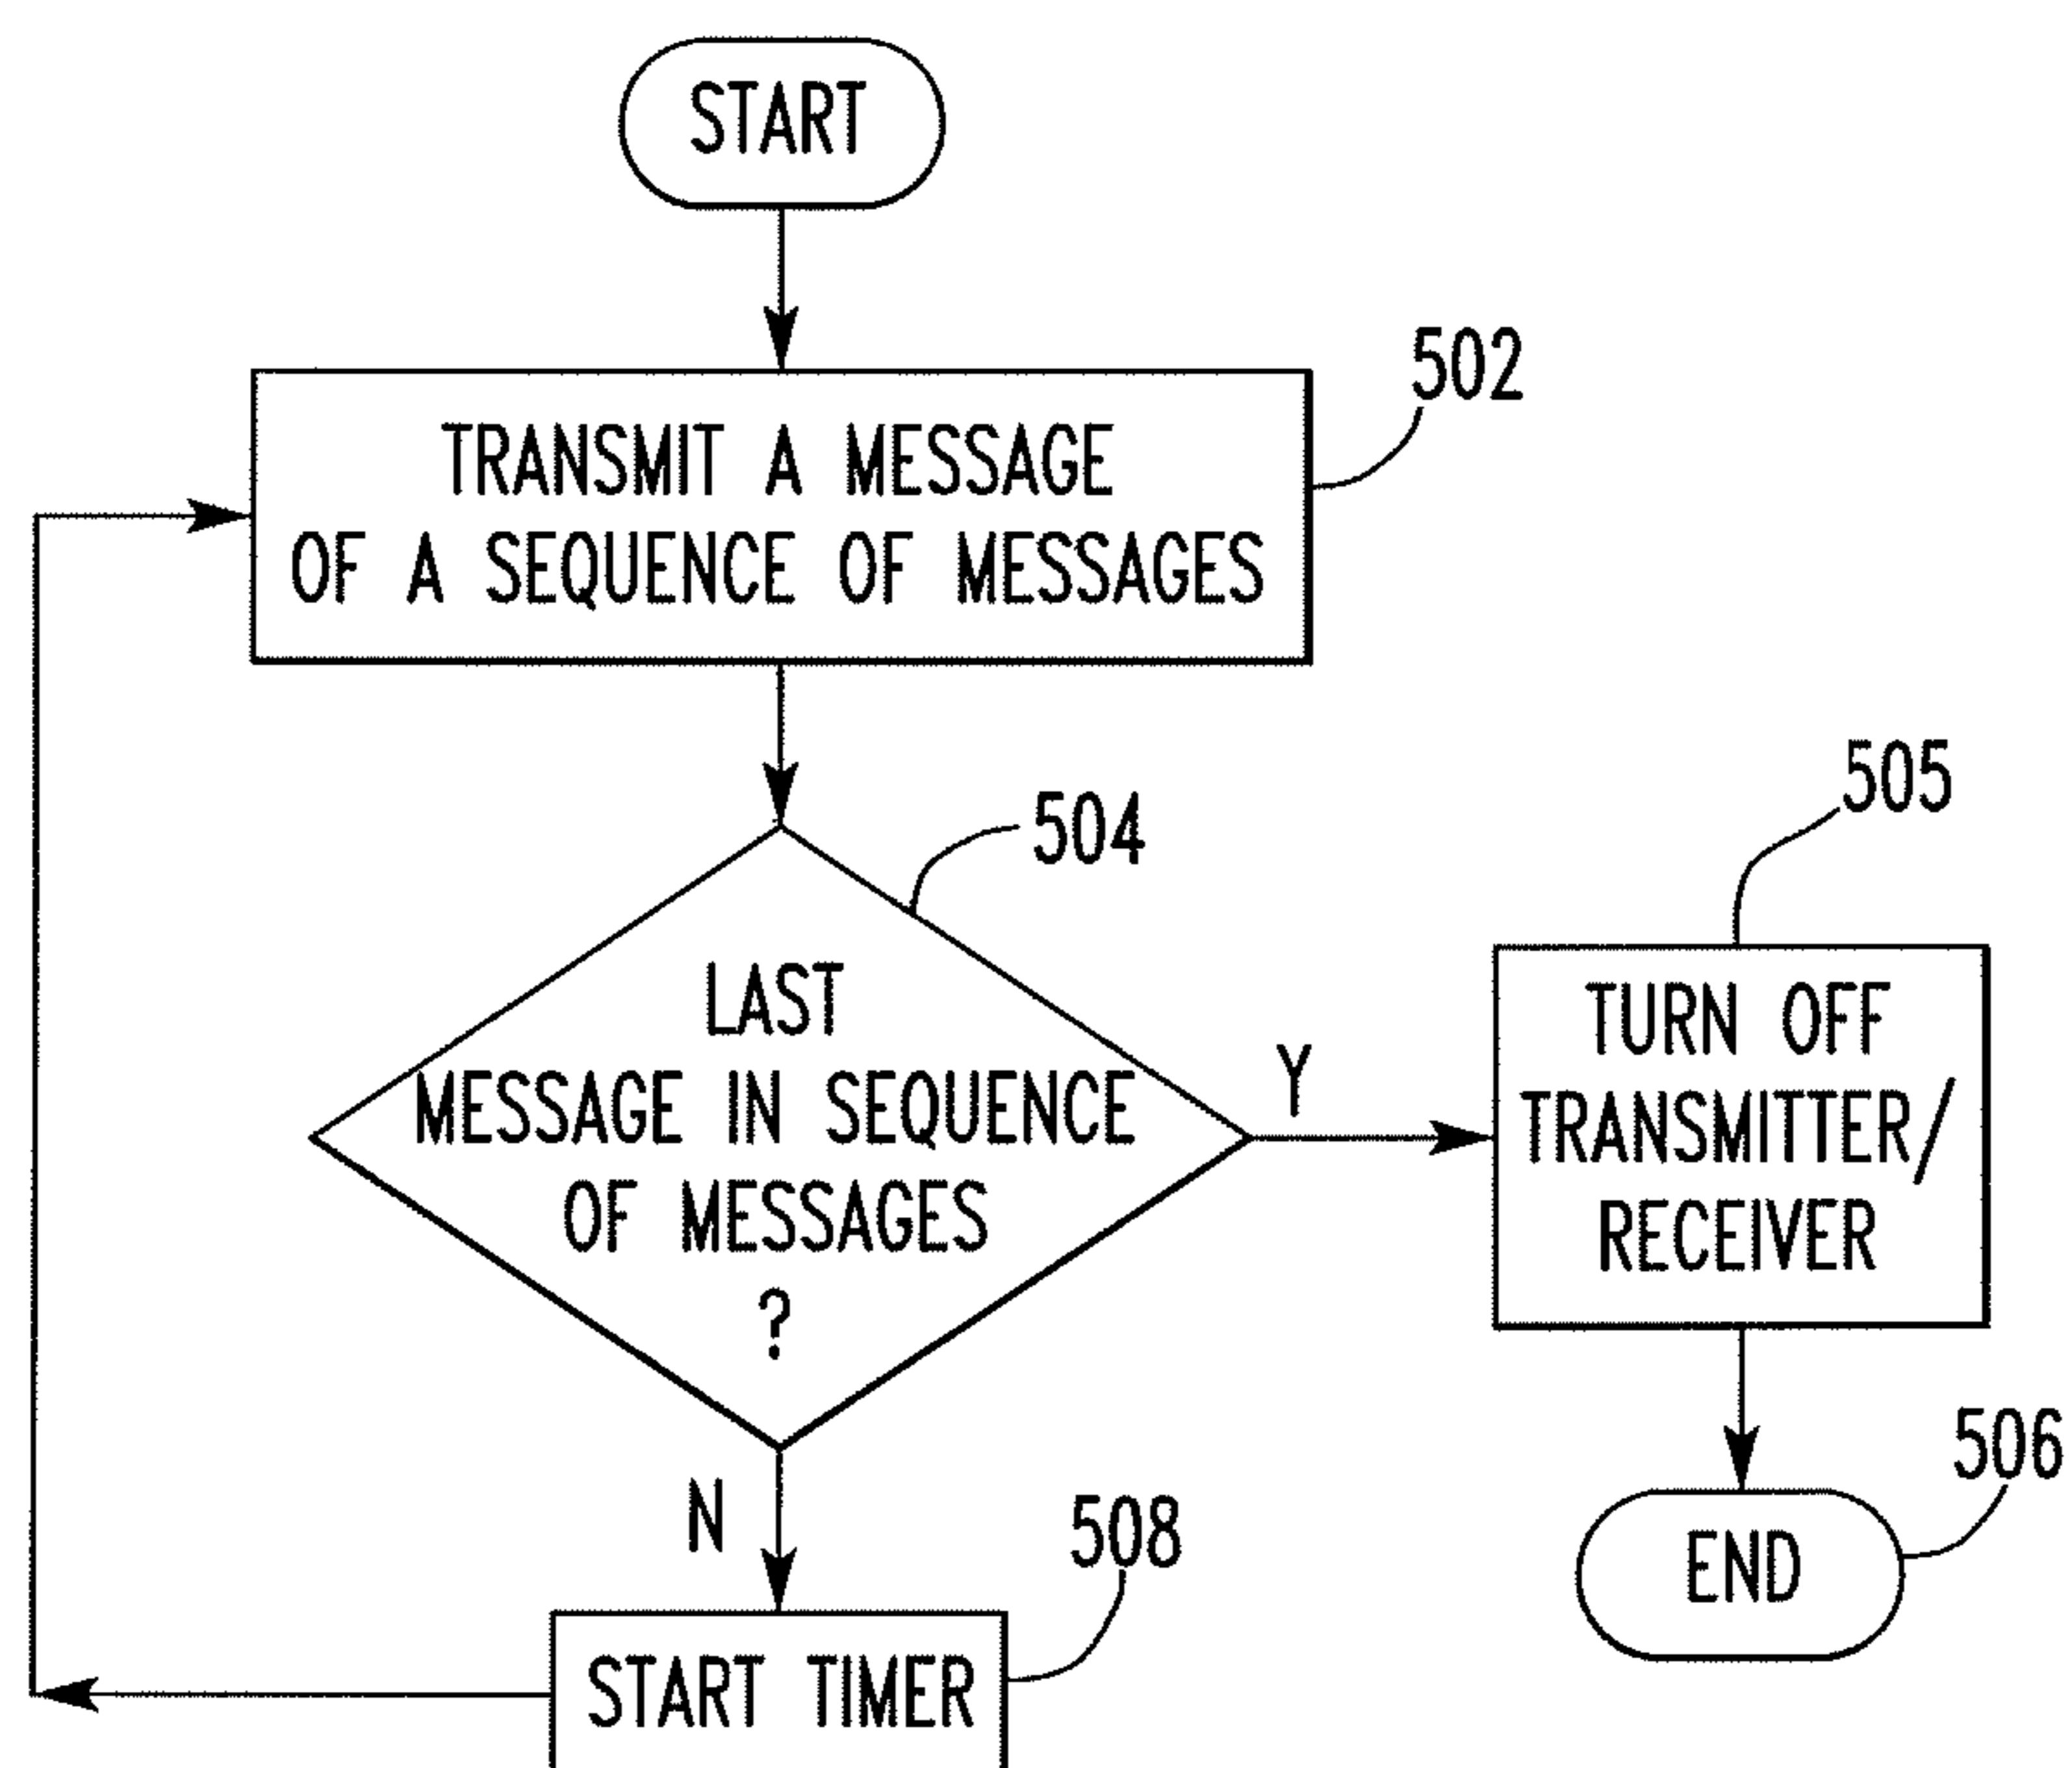 START
502
TRANSMIT A MESSAGE
OF A SEQUENCE OF MESSAGES
504
LAST
MESSAGE IN SEQUENCE
OF MESSAGES
?
Y
505
TURN OFF
TRANSMITTER/
RECEIVER
506
END
N
508
START TIMER